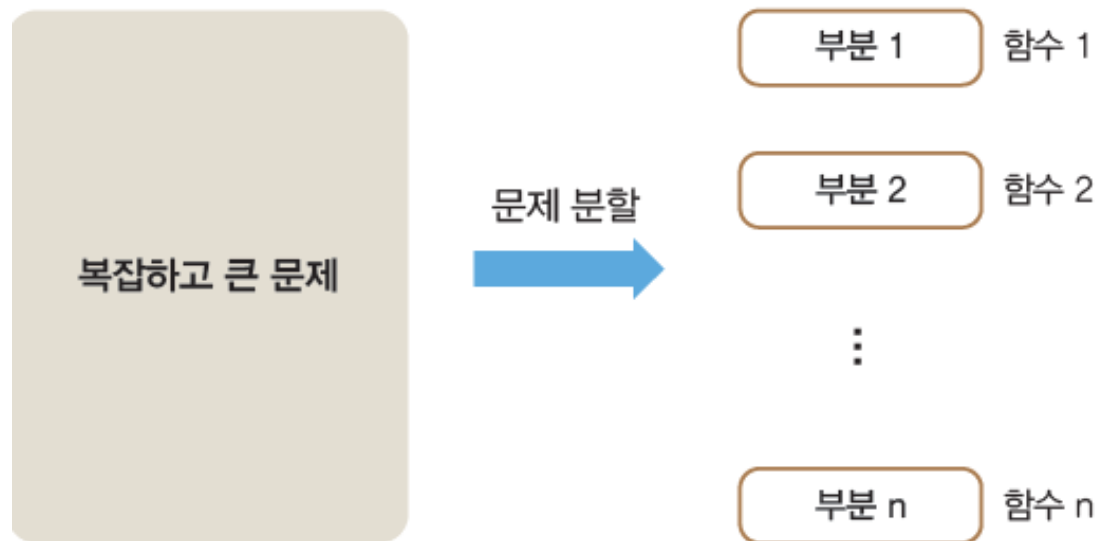 부분 1 함수 1
부분 2 함수 2
문제 분할
복잡하고 큰 문제
⋮
부분 n 함수 n